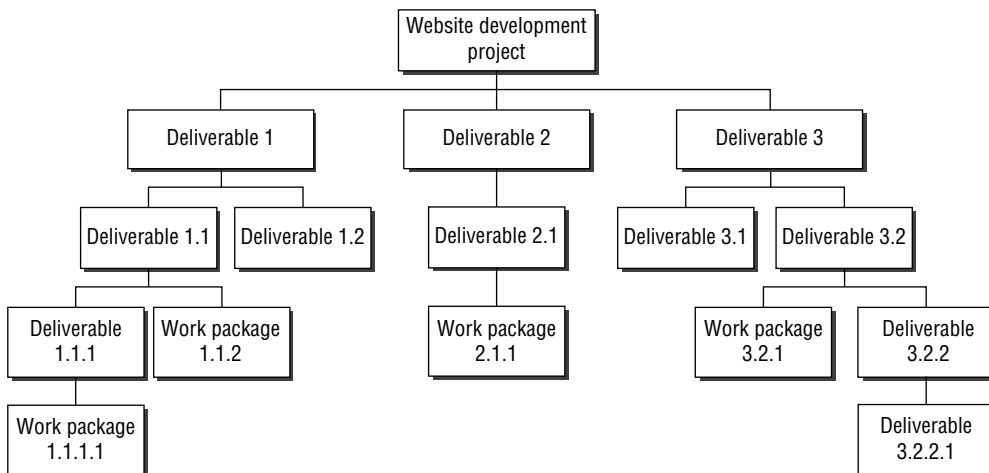 Website development
project
Deliverable 1
Deliverable 2
Deliverable 3
Deliverable 1.1
Deliverable 1.2
Deliverable 2.1
Deliverable 3.1
Deliverable 3.2
Deliverable
1.1.1
Work package
1.1.2
Work package
2.1.1
Work package
3.2.1
Deliverable
3.2.2
Work package
1.1.1.1
Deliverable
3.2.2.1